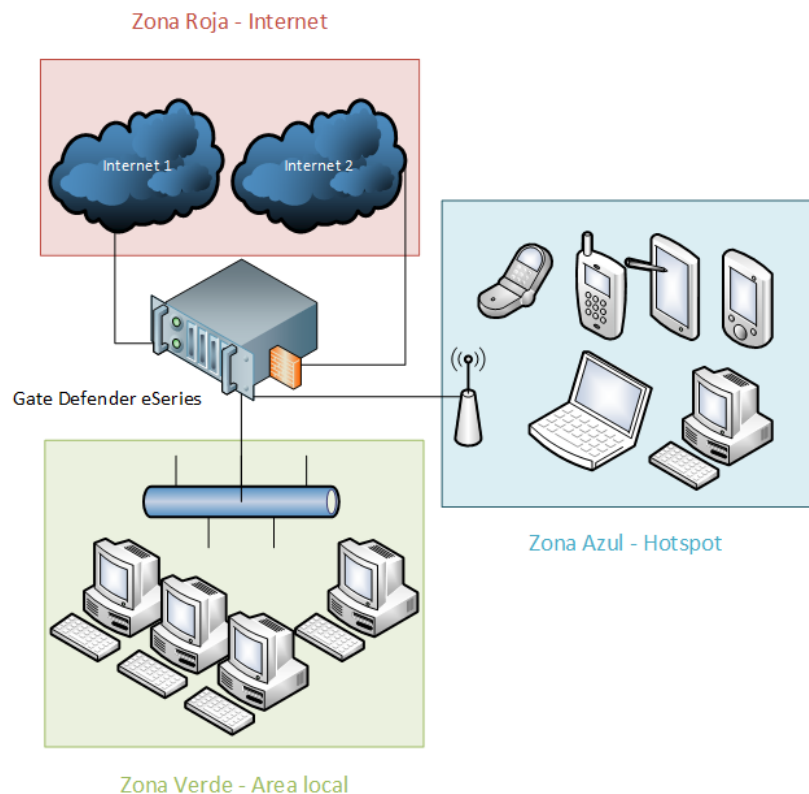 Zona Roja - Internet
Internet 1
Internet 2
Gate Defender eSeries
Zona Azul - Hotspot
Zona Verde - Area local